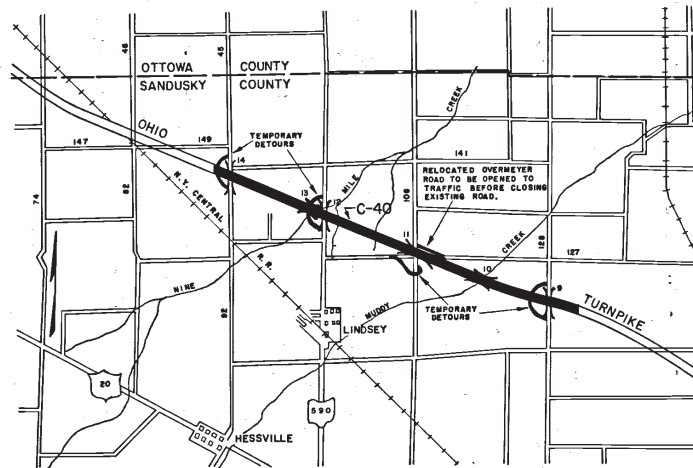 46
45
OTTOWA COUNTY
SANDUSKY COUNTY
CREEK
OHIO
TEMPORARY
DETOURS
147
149
14
141
MILE
RELOCATED OVERMEYER
ROAD TO BE OPENED TO
TRAFFIC BEFORE CLOSING
EXISTING ROAD.
N.Y. CENTRAL
R.R.
74
82
13
12
C-40
106
11
CREEK
128
127
10
9
NINE
92
MUDDY
TEMPORARY
DETOURS
TURNPIKE
LINDSEY
20
590
HESSVILLE